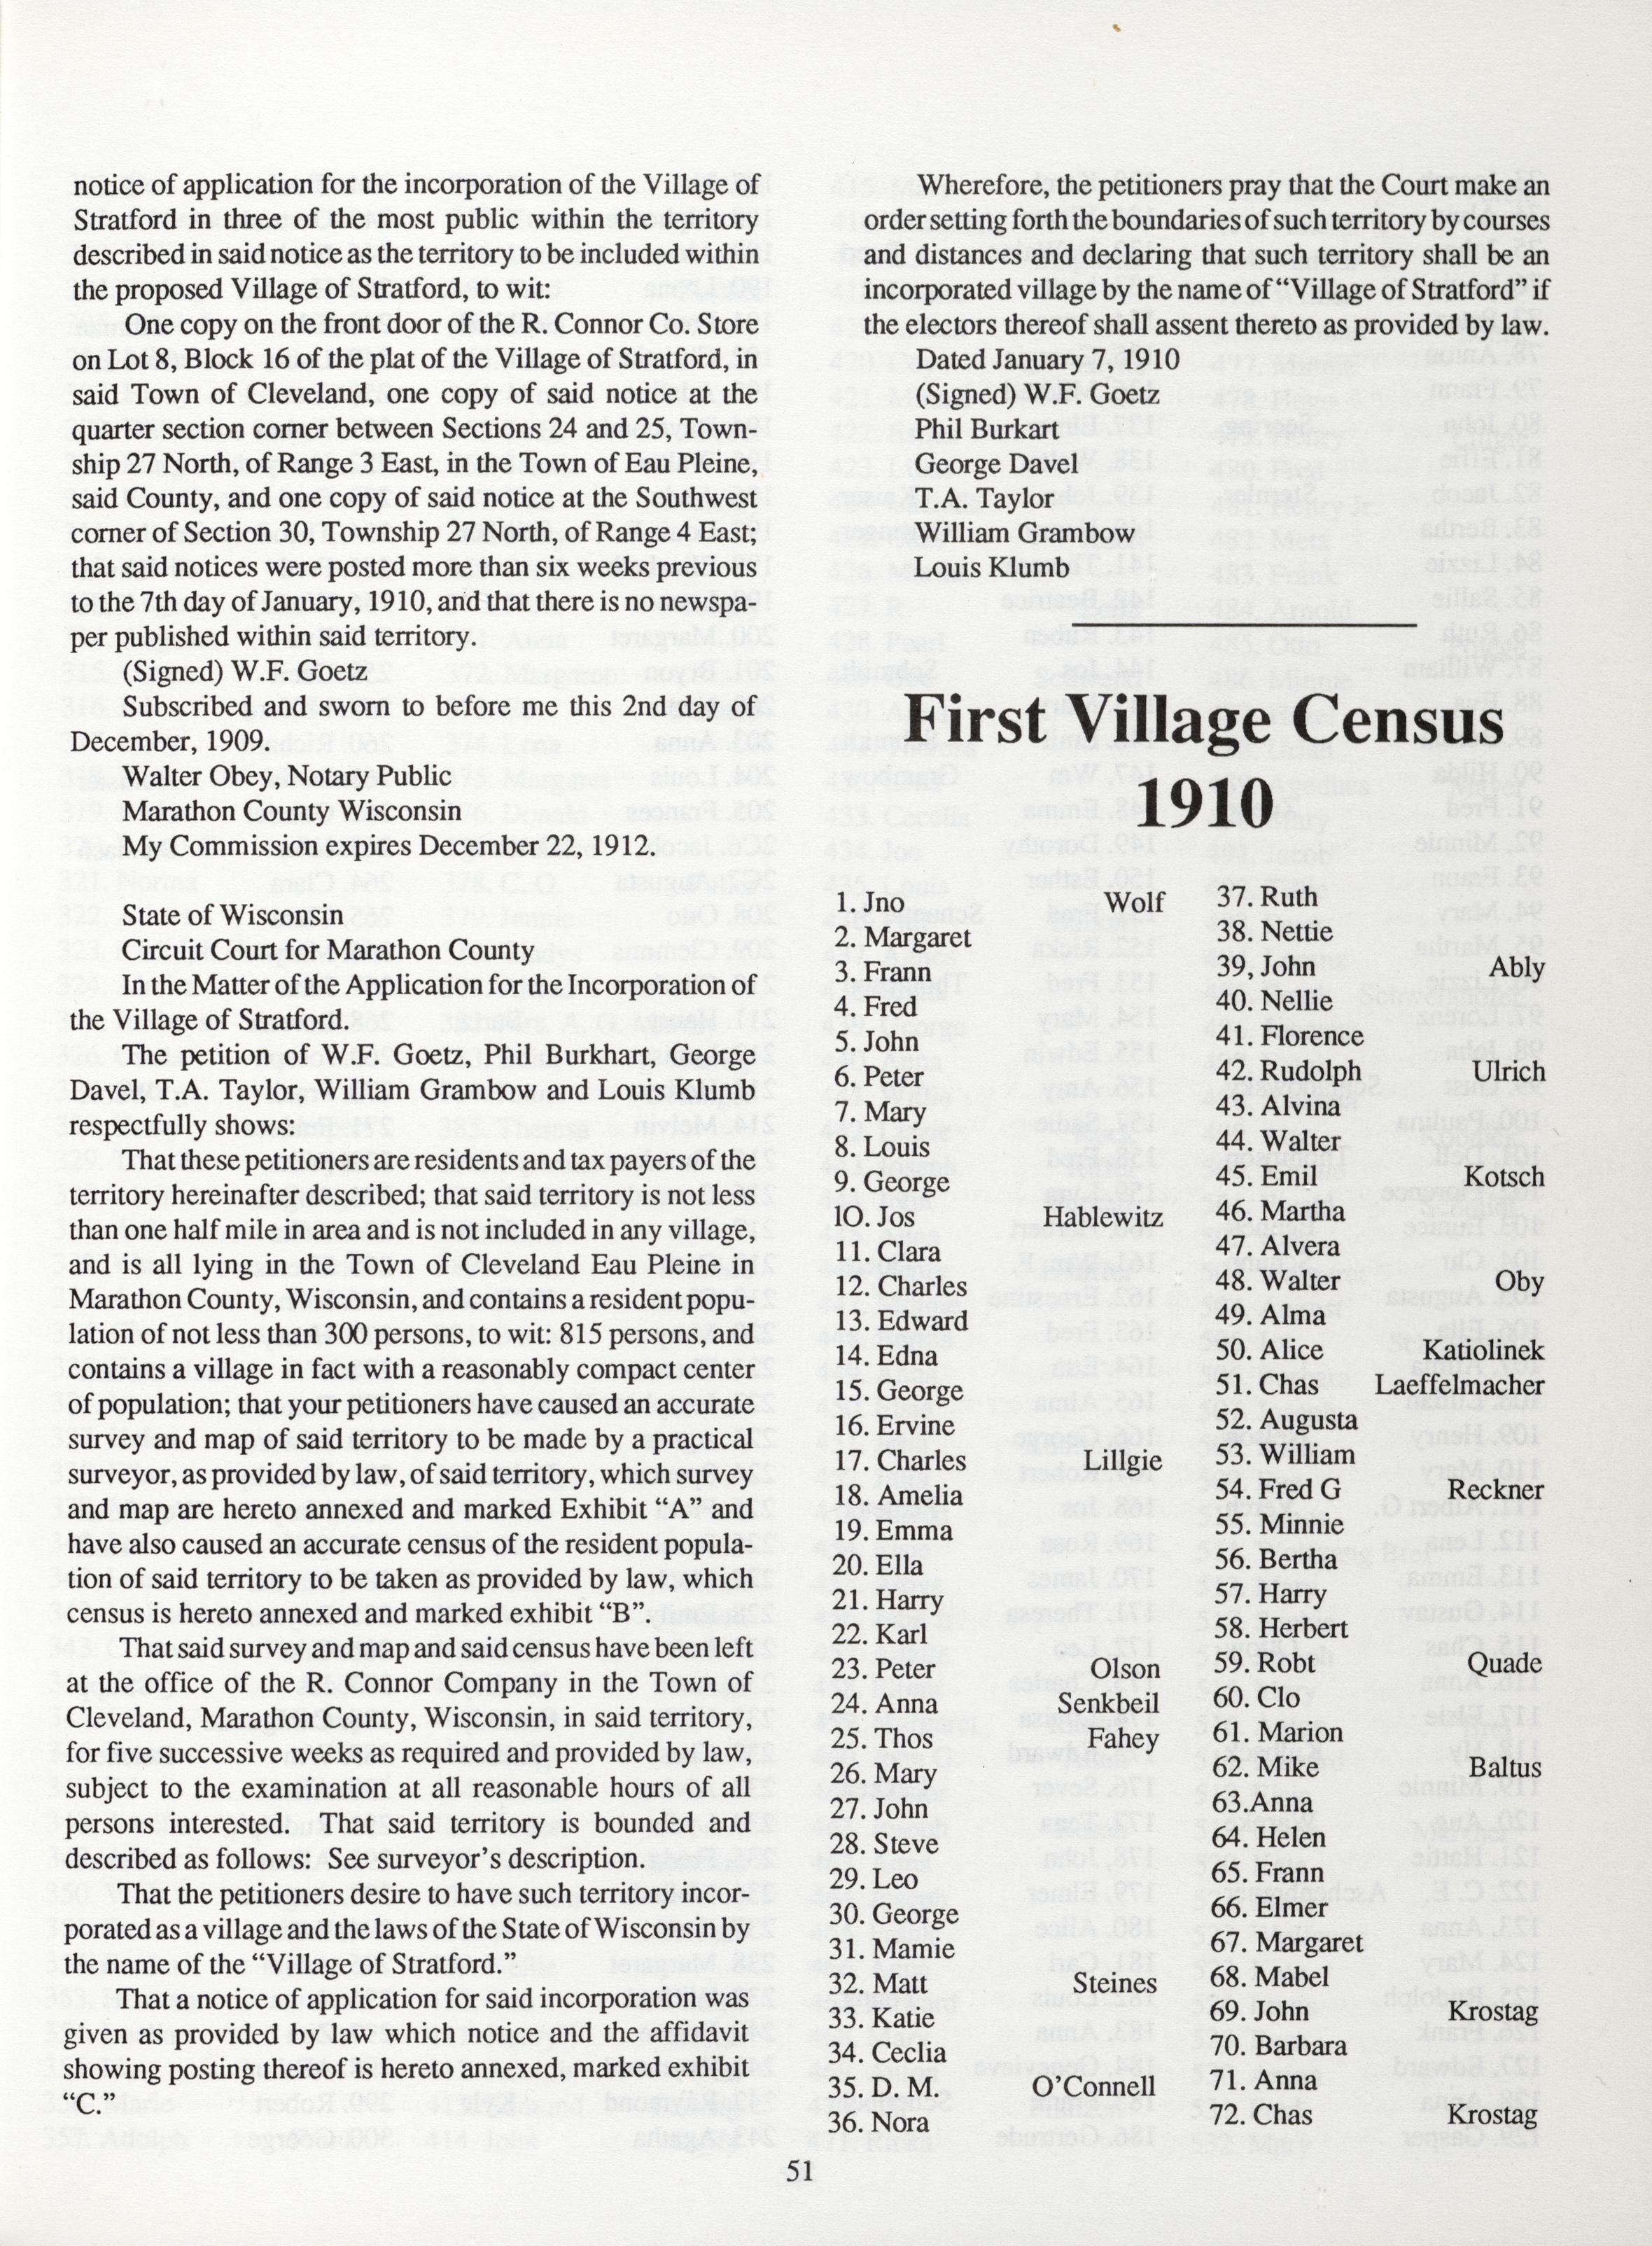 notice of application for the incorporation of the Village of
Stratford in three of the most public within the territory
described in said notice as the territory to be included within
the proposed Village of Stratford, to wit:
One copy on the front door of the R. Connor Co. Store
on Lot 8, Block 16 of the plat of the Village of Stratford, in
said Town of Cleveland, one copy of said notice at the
quarter section corner between Sections 24 and 25, Town-
ship 27 North, of Range 3 East, in the Town of Eau Pleine,
said County, and one copy of said notice at the Southwest
corner of Section 30, Township 27 North, of Range 4 East;
that said notices were posted more than six weeks previous
to the 7th day of January, 1910, and that there is no newspa-
per published within said territory.
(Signed) W.F. Goetz
Subscribed and sworn to before me this 2nd day of
December, 1909.
Walter Obey, Notary Public
Marathon County Wisconsin
My Commission expires December 22, 1912.
State of Wisconsin
Circuit Court for Marathon County
In the Matter of the Application for the Incorporation of
the Village of Stratford.
The petition of W.F. Goetz, Phil Burkhart, George
Davel, T.A. Taylor, William Grambow and Louis Klumb
respectfully shows:
That these petitioners are residents and tax payers of the
territory hereinafter described; that said territory is not less
than one half mile in area and is not included in any village,
and is all lying in the Town of Cleveland Eau Pleine in
Marathon County, Wisconsin, and contains a resident popu-
lation of not less than 300 persons, to wit: 815 persons, and
contains a village in fact with a reasonably compact center
of population; that your petitioners have caused an accurate
survey and map of said territory to be made by a practical
surveyor, as provided by law, of said territory, which survey
and map are hereto annexed and marked Exhibit “A” and
have also caused an accurate census of the resident popula-
tion of said territory to be taken as provided by law, which
census is hereto annexed and marked exhibit “B”.
That said survey and map and said census have been left
at the office of the R. Connor Company in the Town of
Cleveland, Marathon County, Wisconsin, in said territory,
for five successive weeks as required and provided by law,
subject to the examination at all reasonable hours of all
persons interested. That said territory is bounded and
described as follows: See surveyor’s description.
That the petitioners desire to have such territory incor-
porated as a village and the laws of the State of Wisconsin by
the name of the “Village of Stratford.”
That a notice of application for said incorporation was
given as provided by law which notice and the affidavit
showing posting thereof is hereto annexed, marked exhibit
“C.”
Wherefore, the petitioners pray that the Court make an
order setting forth the boundaries of such territory by courses
and distances and declaring that such territory shall be an
incorporated village by the name of “Village of Stratford” if
the electors thereof shall assent thereto as provided by law.
Dated January 7, 1910
(Signed) W.F. Goetz
Phil Burkart
George Davel
T.A. Taylor
William Grambow
Louis Klumb
First Village Census
1910
1. Jno Wolf
2. Margaret
3. Frann
4. Fred
5. John
6. Peter
7. Mary
8. Louis
9. George
lO. Jos Hablewitz
11. Clara
12. Charles
13. Edward
14. Edna
15. George
16. Ervine
17. Charles Lillgie
18. Amelia
19. Emma
20. Ella
21. Harry
22. Karl
23. Peter Olson
24. Anna Senkbeil
25. Thos Fahey
26. Mary
27. John
28. Steve
29. Leo
30. George
31. Mamie
32. Matt Steines
33. Katie
34. Ceclia
35. D. M. O’Connell
36. Nora
37. Ruth
38. Nettie
39, John Ably
40. Nellie
41. Florence
42. Rudolph Ulrich
43. Alvina
44. Walter
45. Emil Kotsch
46. Martha
47. Alvera
48. Walter Oby
49. Alma
50. Alice Katiolinek
51. Chas Laeffelmacher
52. Augusta
53. William
54. Fred G Reckner
55. Minnie
56. Bertha
57. Harry
58. Herbert
59. Robt Quade
60. Clo
61. Marion
62. Mike Baltus
63.Anna
64. Helen
65. Frann
66. Elmer
67. Margaret
68. Mabel
69. John Krostag
70. Barbara
71. Anna
72. Chas Krostag
51